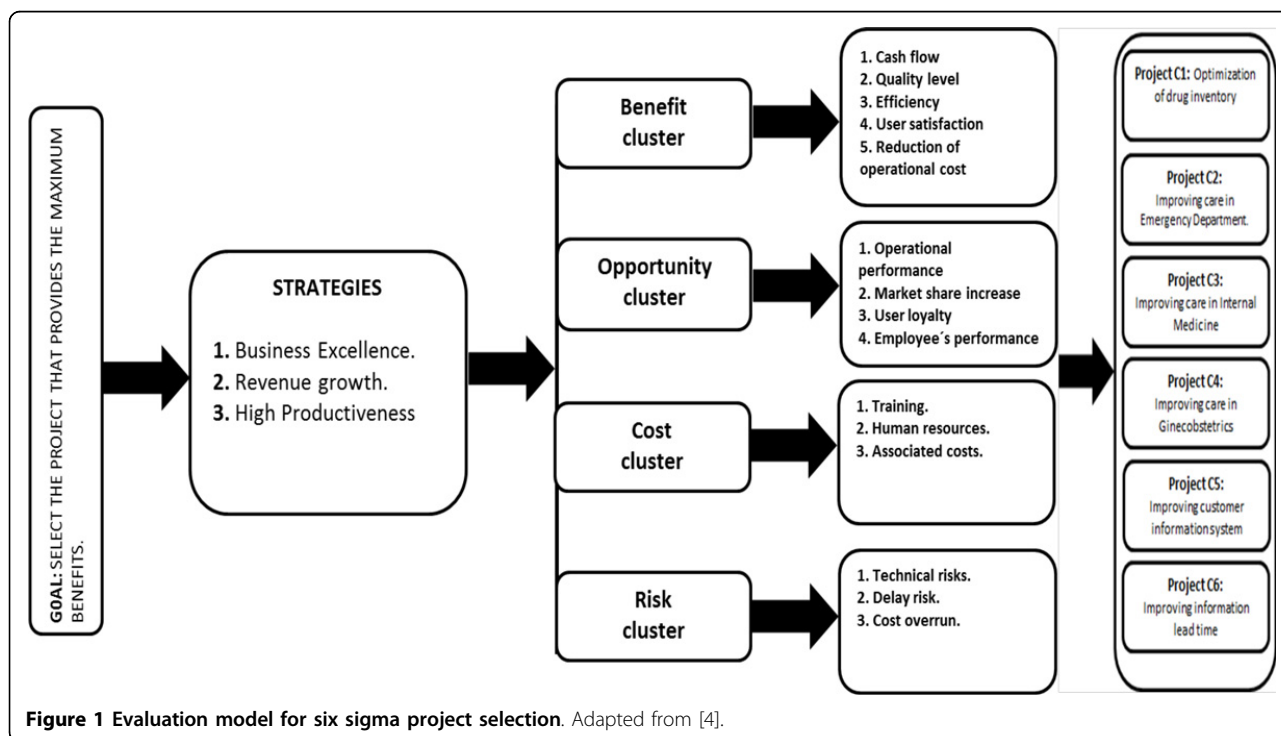 GOAL: SELECT THE PROJECT THAT PROVIDES THE MAXIMUM
BENEFITS.
STRATEGIES
1. Business Excellence.
2. Revenue growth.
3. High Productiveness
Benefit
cluster
Opportunity
cluster
Cost
cluster
Risk
cluster
1. Cash flow
2. Quality level
3. Efficiency
4. User satisfaction
5. Reduction of
operational cost
1. Operational
performance
2. Market share increase
3. User loyalty
4. Employee´s performance
1. Training.
2. Human resources.
3. Associated costs.
1. Technical risks.
2. Delay risk.
3. Cost overrun.
Project C1: Optimization
of drug inventory
Project C2:
Improving care in
Emergency Department.
Project C3:
Improving care in Internal
Medicine
Project C4:
Improving care in
Ginecobstetrics
Project C5:
Improving customer
information system
Project C6:
Improving information
lead time
Figure 1 Evaluation model for six sigma project selection. Adapted from [4].